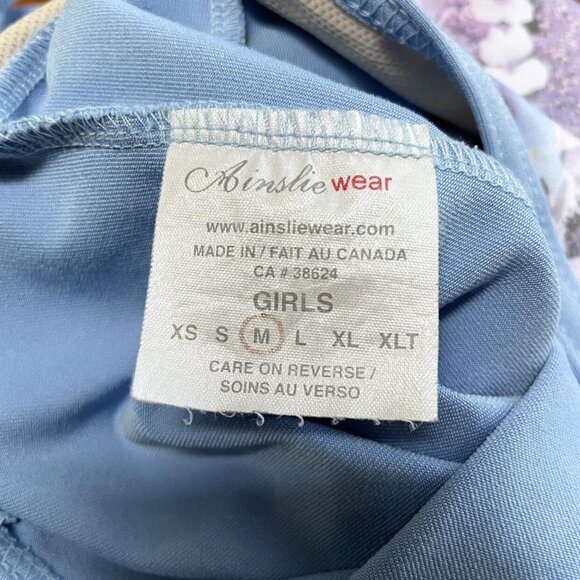 Ainslie wear
www.ainsliewear.com
MADE IN / FAIT AU CANADA
CA # 38624
GIRLS
XS S M L XL XLT
CARE ON REVERSE /
SOINS AU VERSO